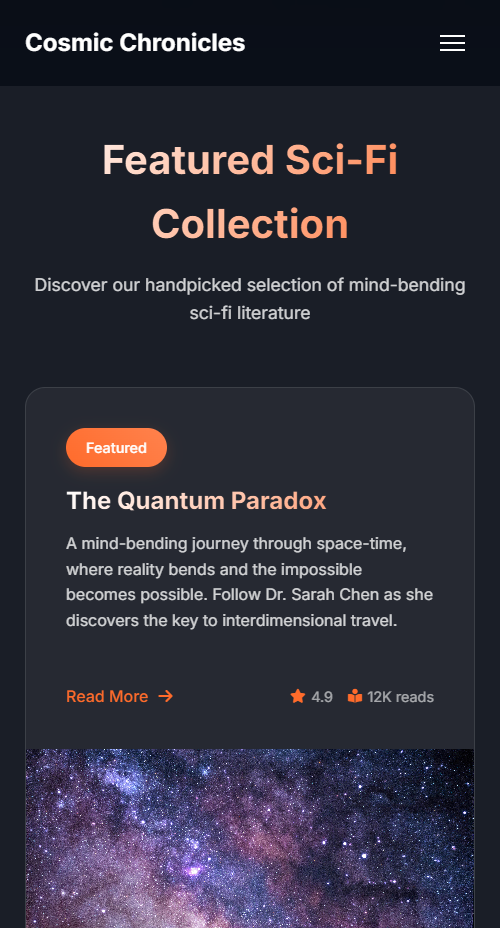 Cosmic Chronicles
Featured Sci-Fi
Collection
Discover our handpicked selection of mind-bending
sci-fi literature
Featured
The Quantum Paradox
A mind-bending journey through space-time,
where reality bends and the impossible
becomes possible. Follow Dr. Sarah Chen as she
discovers the key to interdimensional travel.
Read More 4.9 12K reads